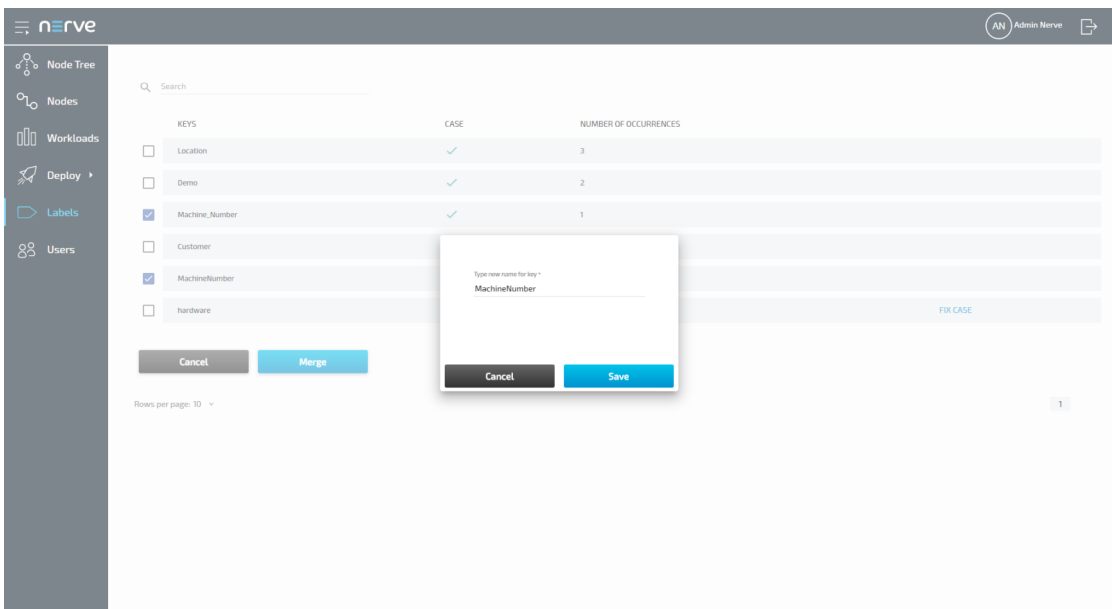 nerve
AN Admin Nerve
Node Tree
Nodes
Workloads
Deploy
Labels
Users
Search
KEYS CASE NUMBER OF OCCURRENCES
Location 3
Demo 2
Machine_Number 1
Customer
MachineNumber
hardware FIX CASE
Type new name for key *
MachineNumber
Cancel Save
Cancel Merge
Rows per page: 10 1